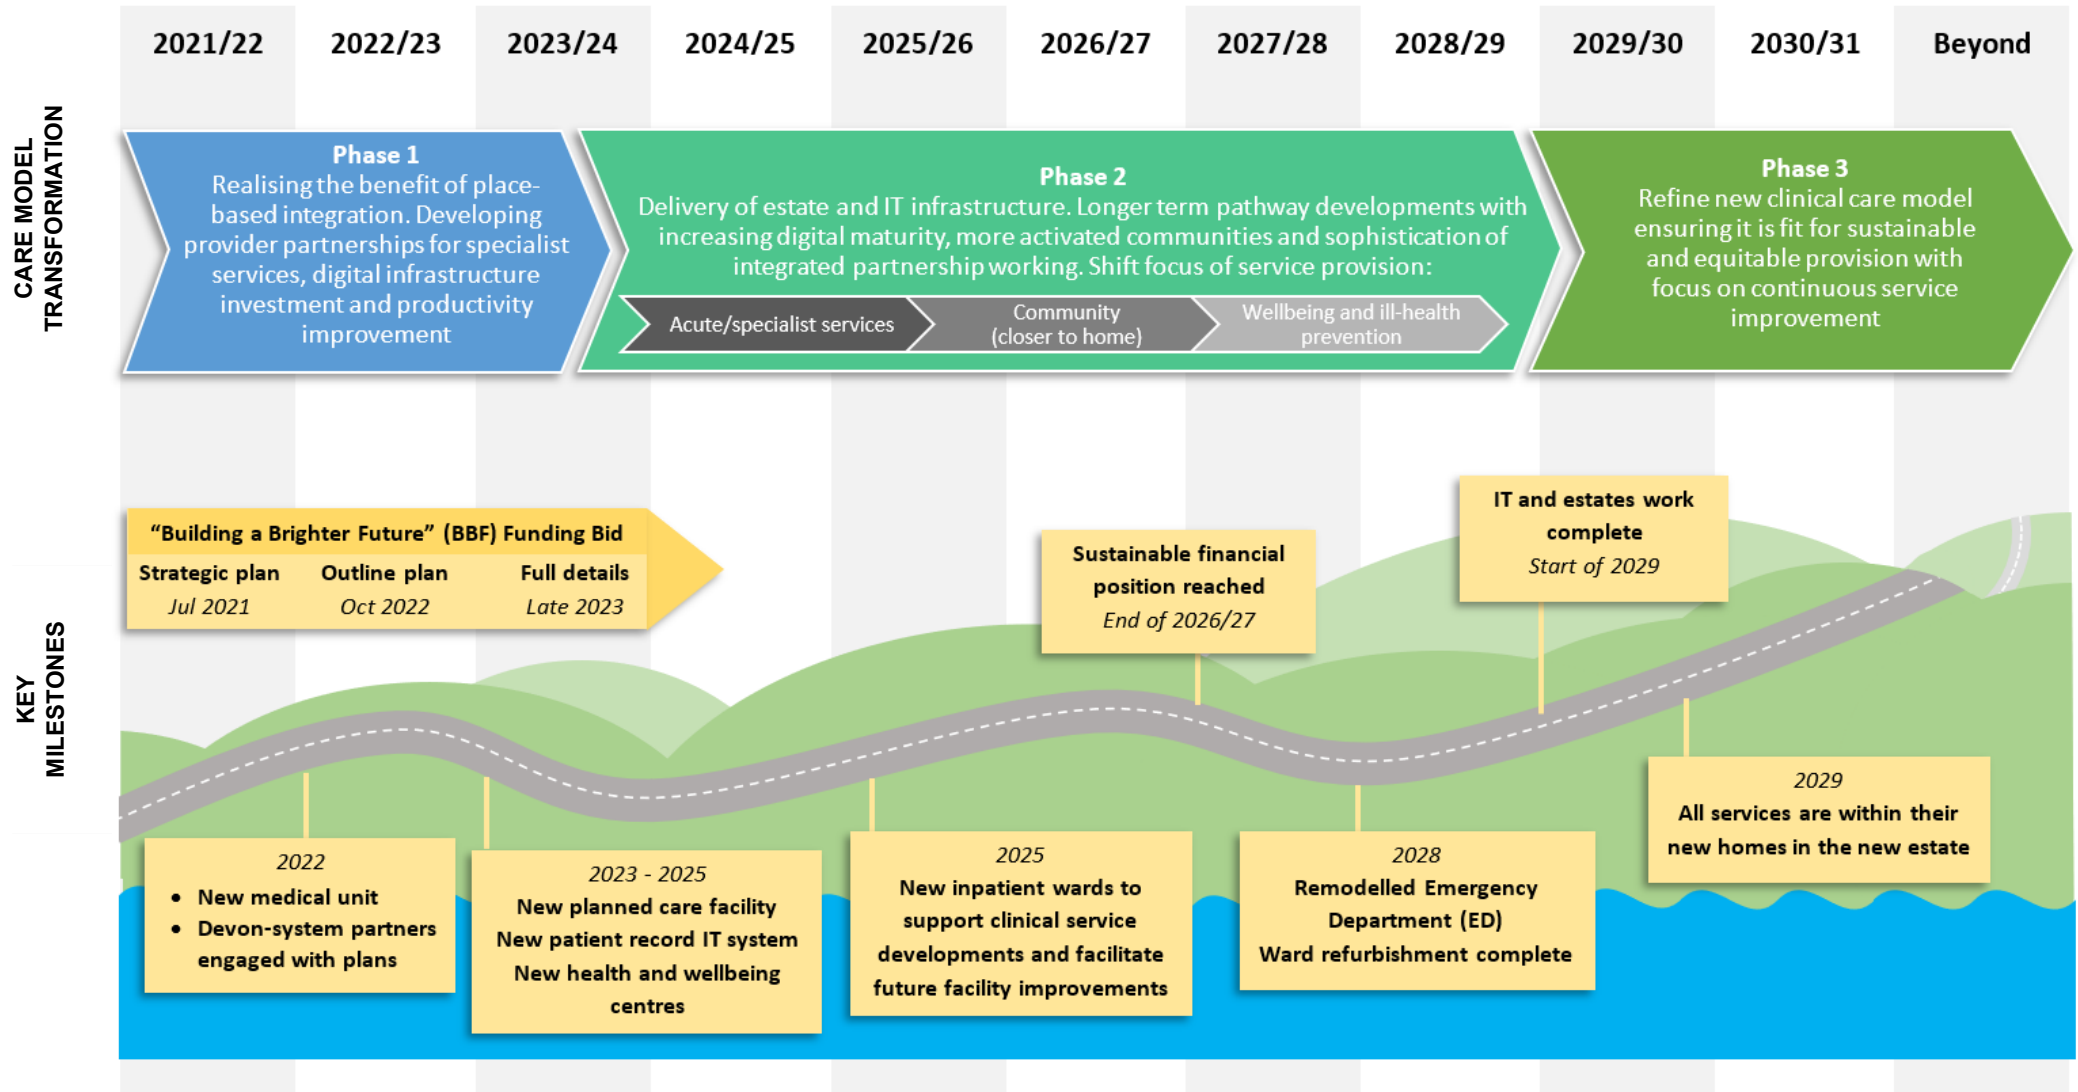 2021/22 2022/23 2023/24 2024/25 2025/26 2026/27 2027/28 2028/29 2029/30 2030/31 Beyond
CARE MODEL
TRANSFORMATION
Phase 1
Realising the benefit of place-
based integration. Developing
provider partnerships for specialist
services, digital infrastructure
investment and productivity
improvement
Phase 2
Delivery of estate and IT infrastructure. Longer term pathway developments with
increasing digital maturity, more activated communities and sophistication of
integrated partnership working. Shift focus of service provision:
Acute/specialist services
Community
(closer to home)
Wellbeing and ill-health
prevention
Phase 3
Refine new clinical care model
ensuring it is fit for sustainable
and equitable provision with
focus on continuous service
improvement
KEY
MILESTONES
“Building a Brighter Future” (BBF) Funding Bid
Strategic plan Outline plan Full details
Jul 2021 Oct 2022 Late 2023
Sustainable financial
position reached
End of 2026/27
IT and estates work
complete
Start of 2029
2022
• New medical unit
• Devon-system partners
engaged with plans
2023 - 2025
New planned care facility
New patient record IT system
New health and wellbeing
centres
2025
New inpatient wards to
support clinical service
developments and facilitate
future facility improvements
2028
Remodelled Emergency
Department (ED)
Ward refurbishment complete
2029
All services are within their
new homes in the new estate